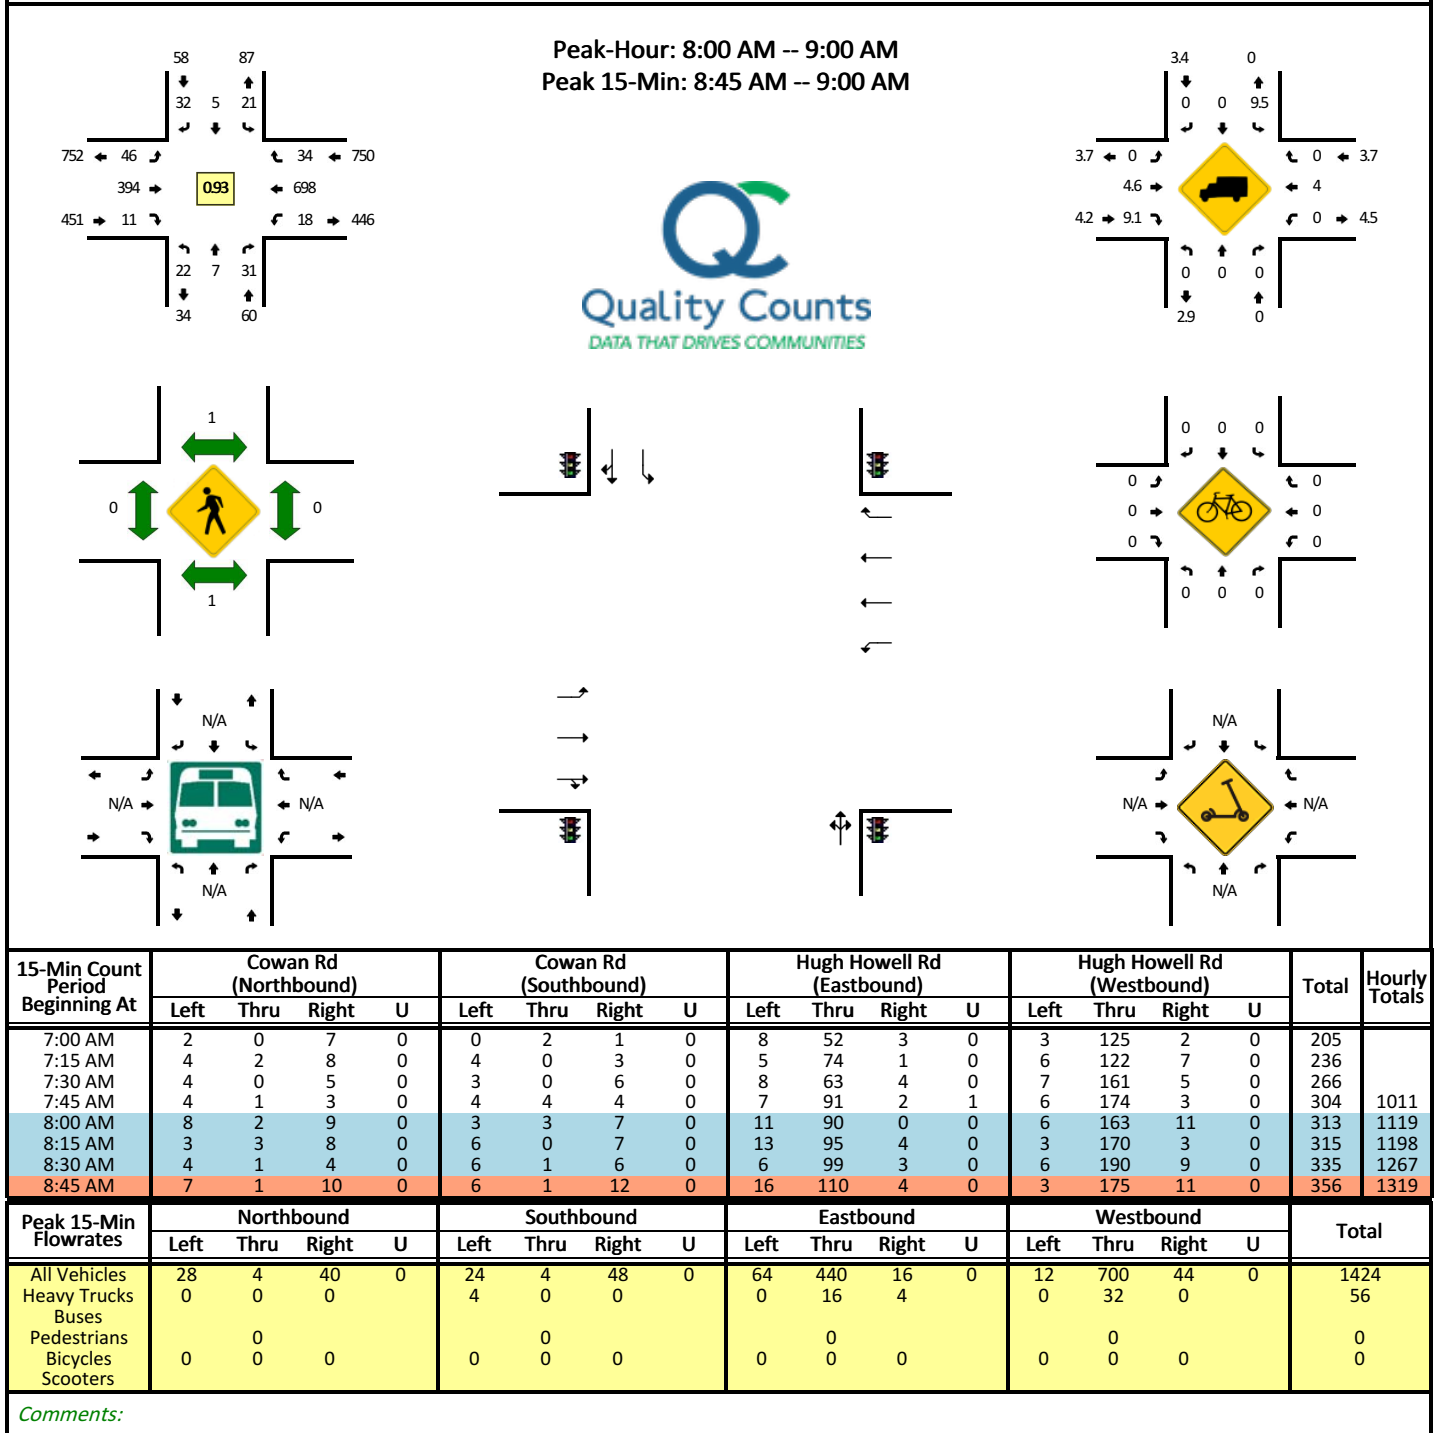 Peak-Hour: 8:00 AM -- 9:00 AM
Peak 15-Min: 8:45 AM -- 9:00 AM
58 87
32 5 21
752 46 34 750
394 0.93 698
451 11 18 446
22 7 31
34 60
QC
Quality Counts
DATA THAT DRIVES COMMUNITIES
3.4 0
0 0 9.5
3.7 0 0 3.7
4.6 4
4.2 9.1 0 4.5
0 0 0
2.9 0
1
0 0
1
0 0 0
0 0
0 0
0 0
0 0 0
N/A
N/A N/A
N/A
N/A
N/A N/A
N/A
15-Min Count Period Beginning At Cowan Rd (Northbound) Cowan Rd (Southbound) Hugh Howell Rd (Eastbound) Hugh Howell Rd (Westbound) Total Hourly Totals
Left Thru Right U Left Thru Right U Left Thru Right U Left Thru Right U
7:00 AM 2 0 7 0 0 2 1 0 8 52 3 0 3 125 2 0 205
7:15 AM 4 2 8 0 4 0 3 0 5 74 1 0 6 122 7 0 236
7:30 AM 4 0 5 0 3 0 6 0 8 63 4 0 7 161 5 0 266
7:45 AM 4 1 3 0 4 4 4 0 7 91 2 1 6 174 3 0 304 1011
8:00 AM 8 2 9 0 3 3 7 0 11 90 0 0 6 163 11 0 313 1119
8:15 AM 3 3 8 0 6 0 7 0 13 95 4 0 3 170 3 0 315 1198
8:30 AM 4 1 4 0 6 1 6 0 6 99 3 0 6 190 9 0 335 1267
8:45 AM 7 1 10 0 6 1 12 0 16 110 4 0 3 175 11 0 356 1319
Peak 15-Min Flowrates Northbound Southbound Eastbound Westbound Total
Left Thru Right U Left Thru Right U Left Thru Right U Left Thru Right U
All Vehicles 28 4 40 0 24 4 48 0 64 440 16 0 12 700 44 0 1424
Heavy Trucks 0 0 0 4 0 0 0 16 4 0 32 0 56
Buses
Pedestrians 0 0 0 0 0
Bicycles 0 0 0 0 0 0 0 0 0 0 0 0 0
Scooters
Comments: